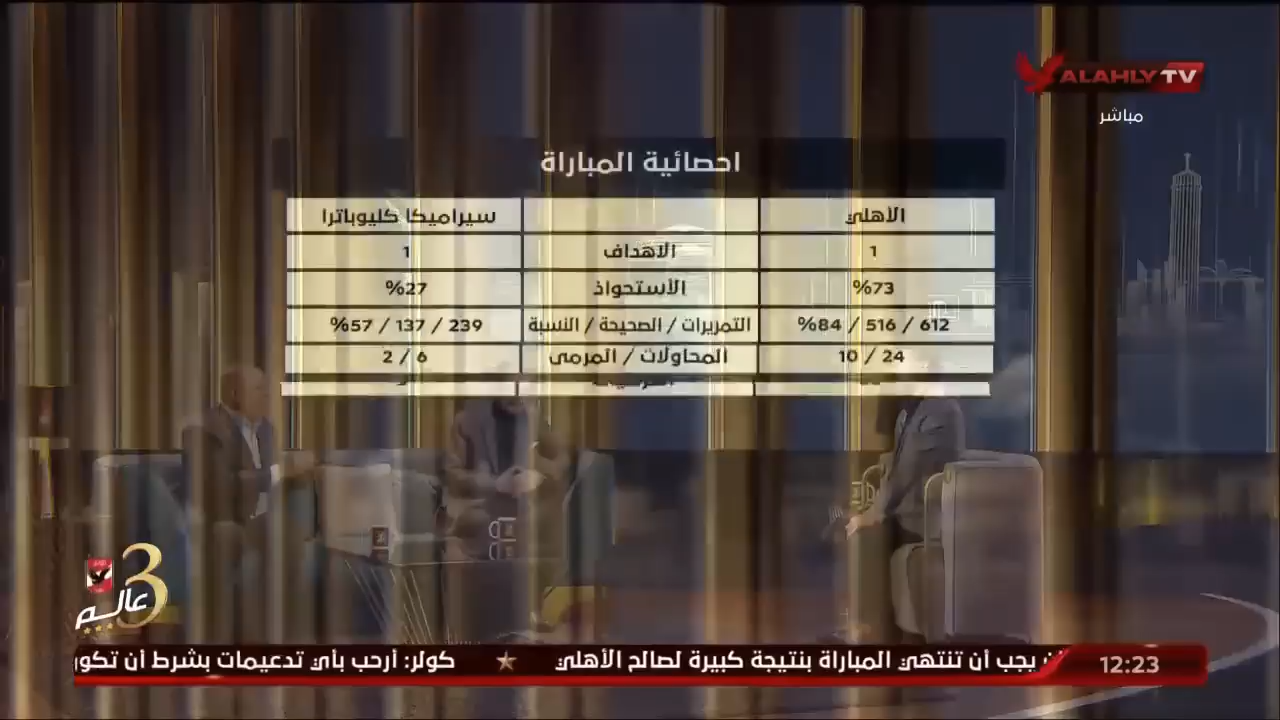 ALAHLY TV
مباشر
احصائية المباراة
الأهلي سيراميكا كليوباترا
1 الاهداف 1
%73 الأستحواذ %27
612 / 516 / %84 التمريرات / الصحيحة / النسبة 239 / 137 / %57
24 / 10 المحاولات / المرمى 6 / 2
3
عالم
يجب أن تنتهي المباراة بنتيجة كبيرة لصالح الأهلي ★ كولر: أرحب بأي تدعيمات بشرط أن تكور
12:23